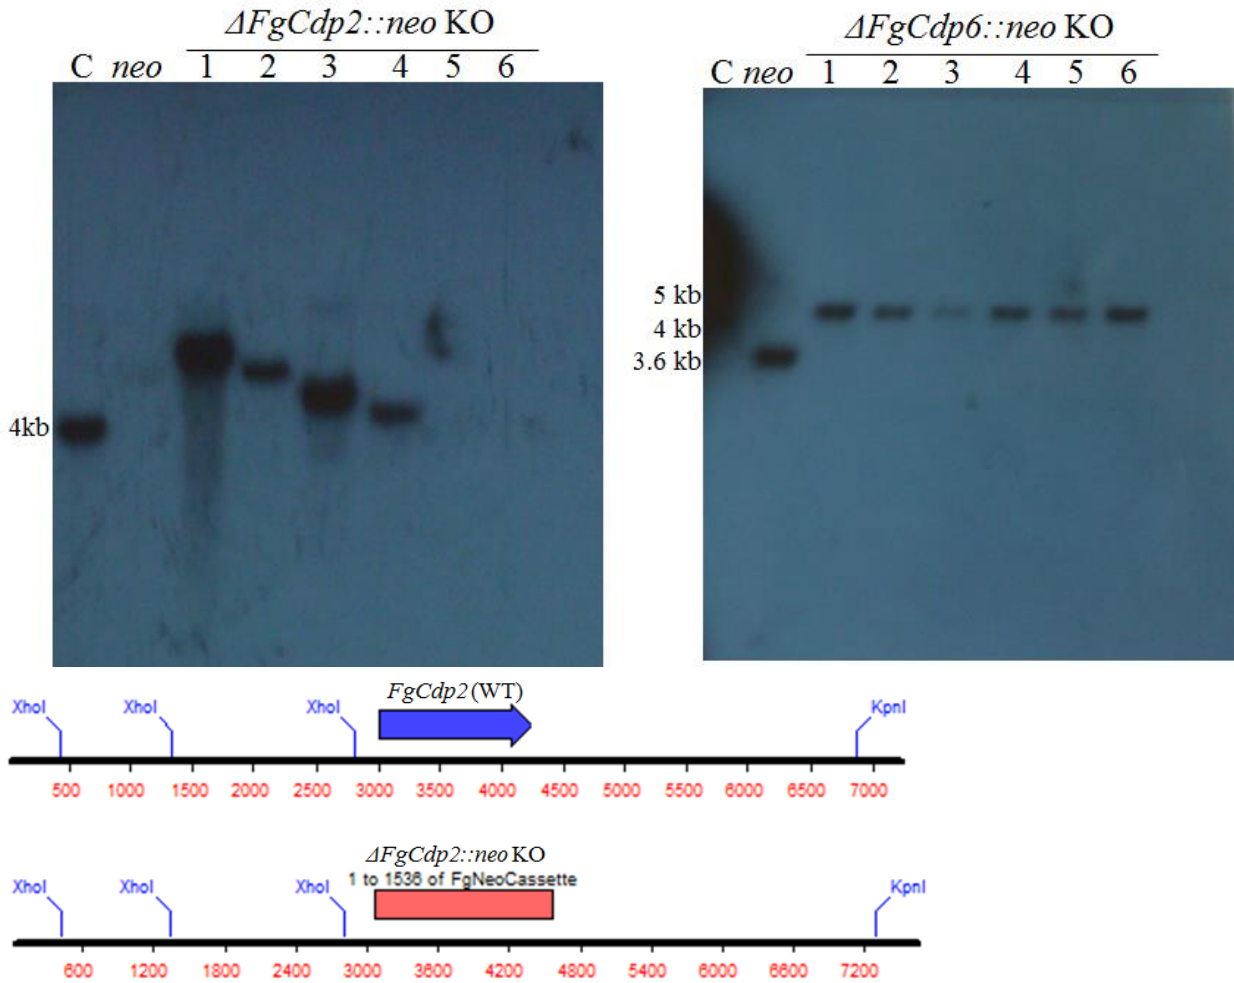 ΔFgCdp2::neo KO
C neo 1 2 3 4 5 6
4kb
ΔFgCdp6::neo KO
C neo 1 2 3 4 5 6
5 kb
4 kb
3.6 kb
FgCdp2 (WT)
XhoI XhoI XhoI KpnI
500 1000 1500 2000 2500 3000 3500 4000 4500 5000 5500 6000 6500 7000
ΔFgCdp2::neo KO
1 to 1536 of FgNeoCassette
XhoI XhoI XhoI KpnI
600 1200 1800 2400 3000 3600 4200 4800 5400 6000 6600 7200